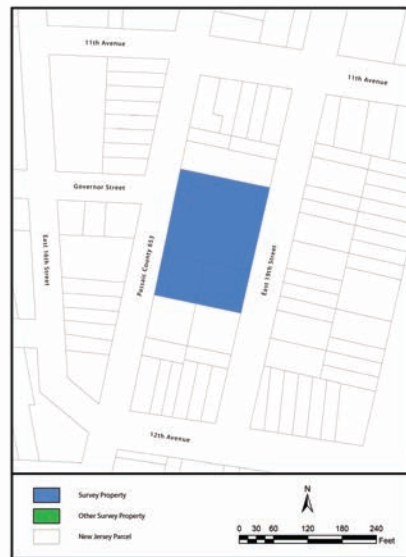 11th Avenue
11th Avenue
Governor Street
East 16th Street
Passaic County 653
East 18th Street
12th Avenue
Survey Property
Other Survey Property
New Jersey Parcel
N
0 30 60 120 180 240
Feet